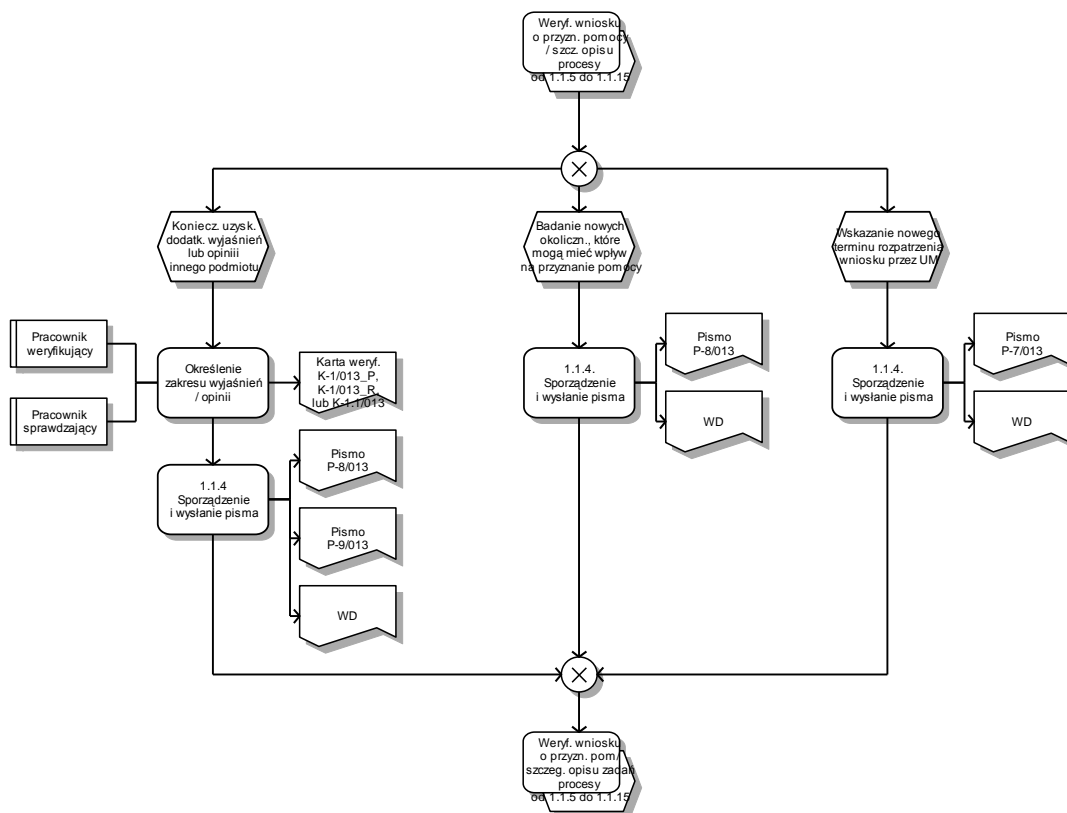 Weryf. wniosku
o przyzn. pomocy
/ szcz. opisu
procesy
od 1.1.5 do 1.1.15
Koniecz. uzysk.
dodatk. wyjaśnień
lub opiniii
innego podmiotu
Badanie nowych
okoliczn., które
mogą mieć wpływ
na przyznanie pomocy
Wskazanie nowego
terminu rozpatrzenia
wniosku przez UM
Pracownik
weryfikujący
Pracownik
sprawdzający
Określenie
zakresu wyjaśnień
/ opinii
Karta weryf.
K-1/013_P,
K-1/013_R,
lub K-1.1/013
1.1.4.
Sporządzenie
i wysłanie pisma
Pismo
P-8/013
WD
1.1.4.
Sporządzenie
i wysłanie pisma
Pismo
P-7/013
WD
1.1.4
Sporządzenie
i wysłanie pisma
Pismo
P-8/013
Pismo
P-9/013
WD
Weryf. wniosku
o przyzn. pom/
szczeg. opisu zadań
procesy
od 1.1.5 do 1.1.15